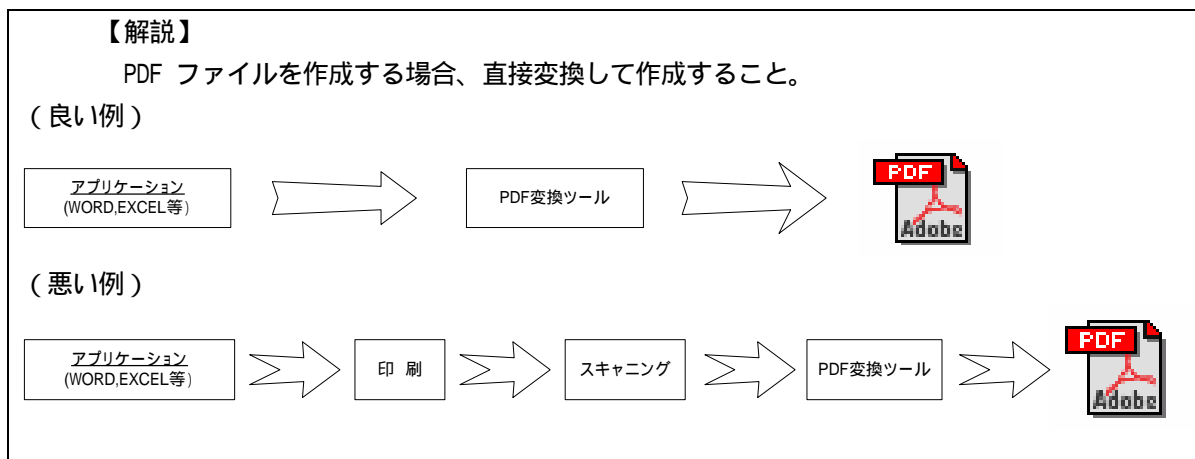 【解説】
PDF ファイルを作成する場合、直接変換して作成すること。
(良い例)
アプリケーション
(WORD,EXCEL等)
PDF変換ツール
PDF
Adobe
(悪い例)
アプリケーション
(WORD,EXCEL等)
印 刷
スキャニング
PDF変換ツール
PDF
Adobe